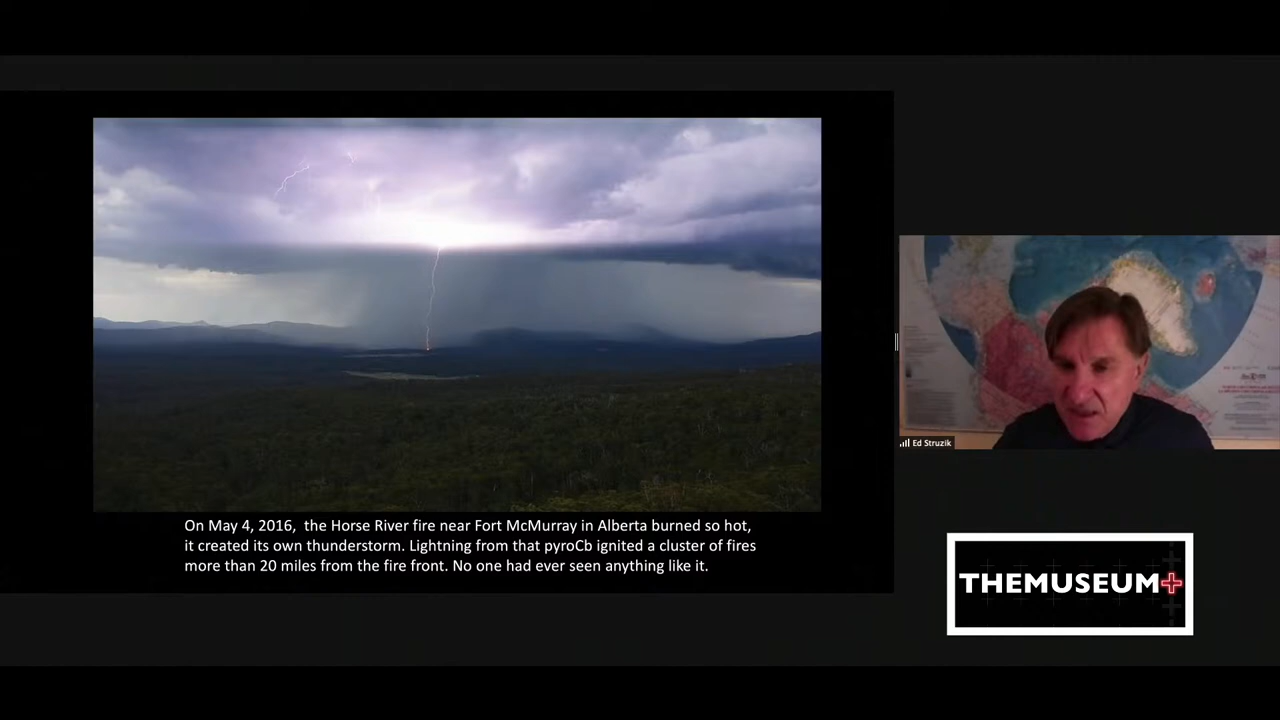 On May 4, 2016, the Horse River fire near Fort McMurray in Alberta burned so hot,
it created its own thunderstorm. Lightning from that pyroCb ignited a cluster of fires
more than 20 miles from the fire front. No one had ever seen anything like it.
Ed Struzik
THEMUSEUM+